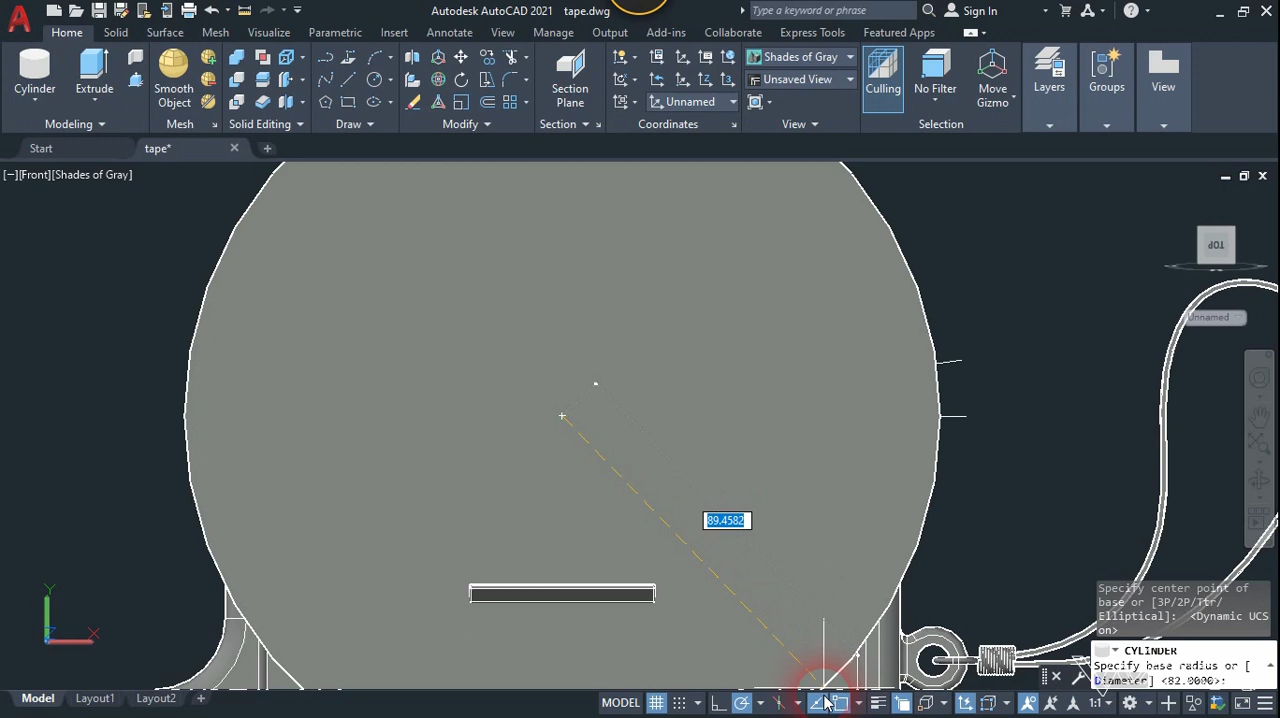 Autodesk AutoCAD 2021 tape.dwg
Type a keyword or phrase
Sign In
Home Solid Surface Mesh Visualize Parametric Insert Annotate View Manage Output Add-ins Collaborate Express Tools Featured Apps
Cylinder
Extrude
Smooth
Object
Section
Plane
Shades of Gray
Unsaved View
Unnamed
Culling
No Filter
Move
Gizmo
Layers
Groups
View
Modeling
Mesh
Solid Editing
Draw
Modify
Section
Coordinates
View
Selection
Start
tape*
[−][Front][Shades of Gray]
TOP
Unnamed
89.4582
Y
X
Z
Specify center point of
base or [3P/2P/Ttr/
Elliptical]: <Dynamic UCS
on>
CYLINDER
Specify base radius or [
Diameter] <82.0000>:
Model Layout1 Layout2
MODEL
1:1